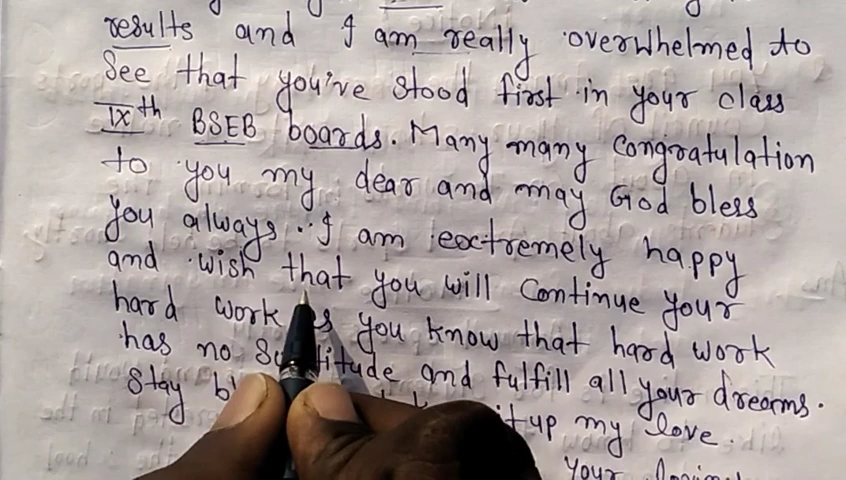 results and I am really overwhelmed to
See that you've stood first in your class
IXth BSEB boards. Many many Congratulation
to you my dear and may God bless
you always. I am extremely happy
and wish that you will Continue your
hard work as you know that hard work
has no and fulfill all your dreams.
Stay up my love.
Your